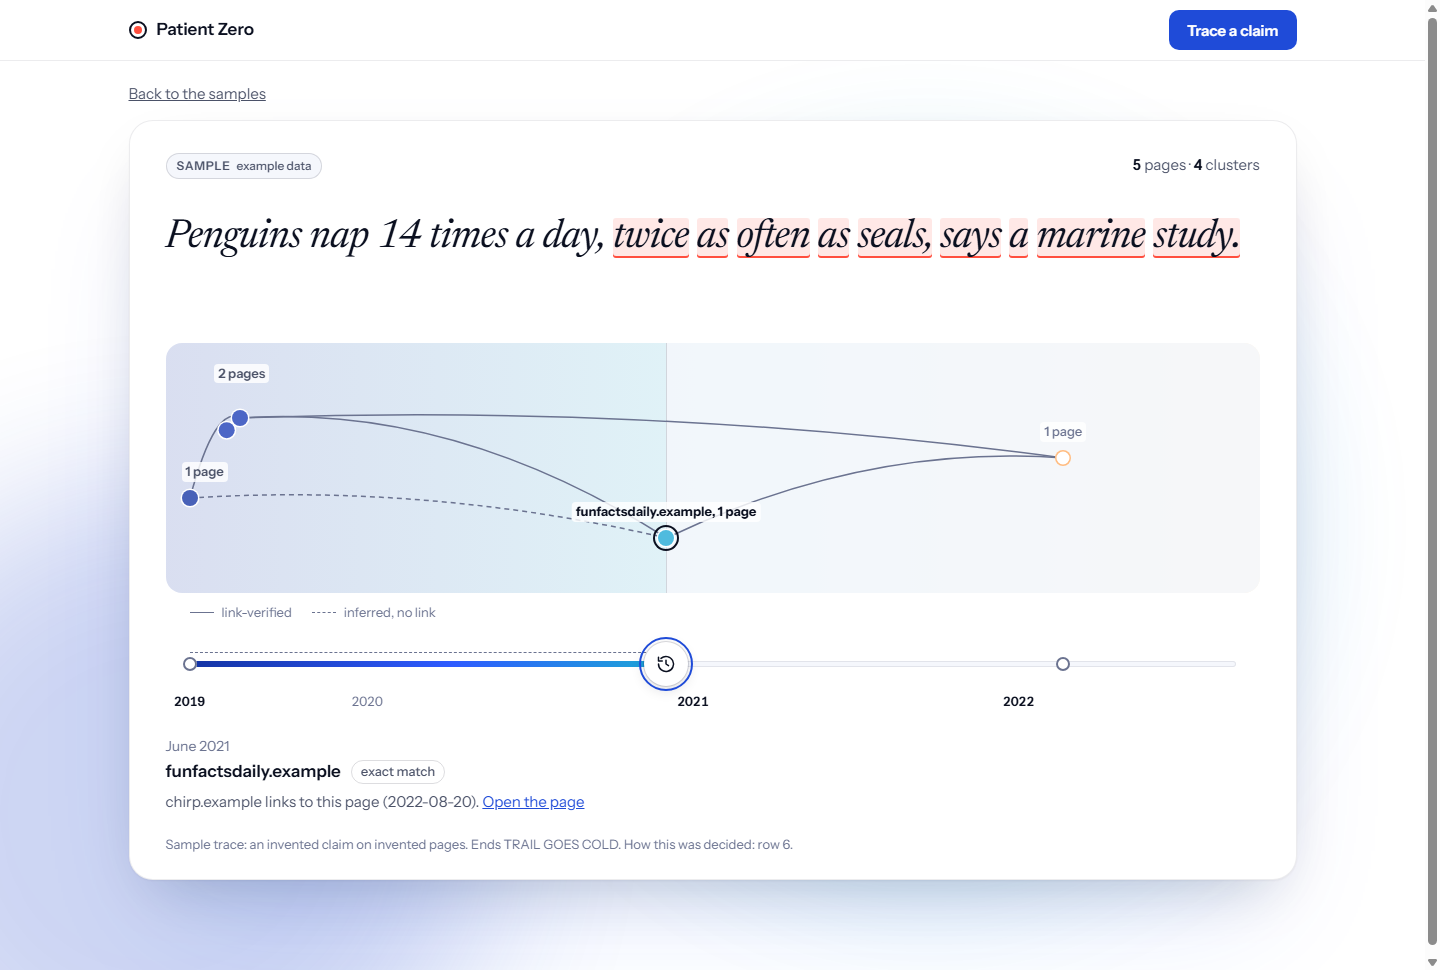 Patient Zero
Trace a claim
Back to the samples
SAMPLE example data
5 pages · 4 clusters
Penguins nap 14 times a day, twice as often as seals, says a marine study.
2 pages
1 page
1 page
funfactsdaily.example, 1 page
link-verified
inferred, no link
2019
2020
2021
2022
June 2021
funfactsdaily.example exact match
chirp.example links to this page (2022-08-20). Open the page
Sample trace: an invented claim on invented pages. Ends TRAIL GOES COLD. How this was decided: row 6.